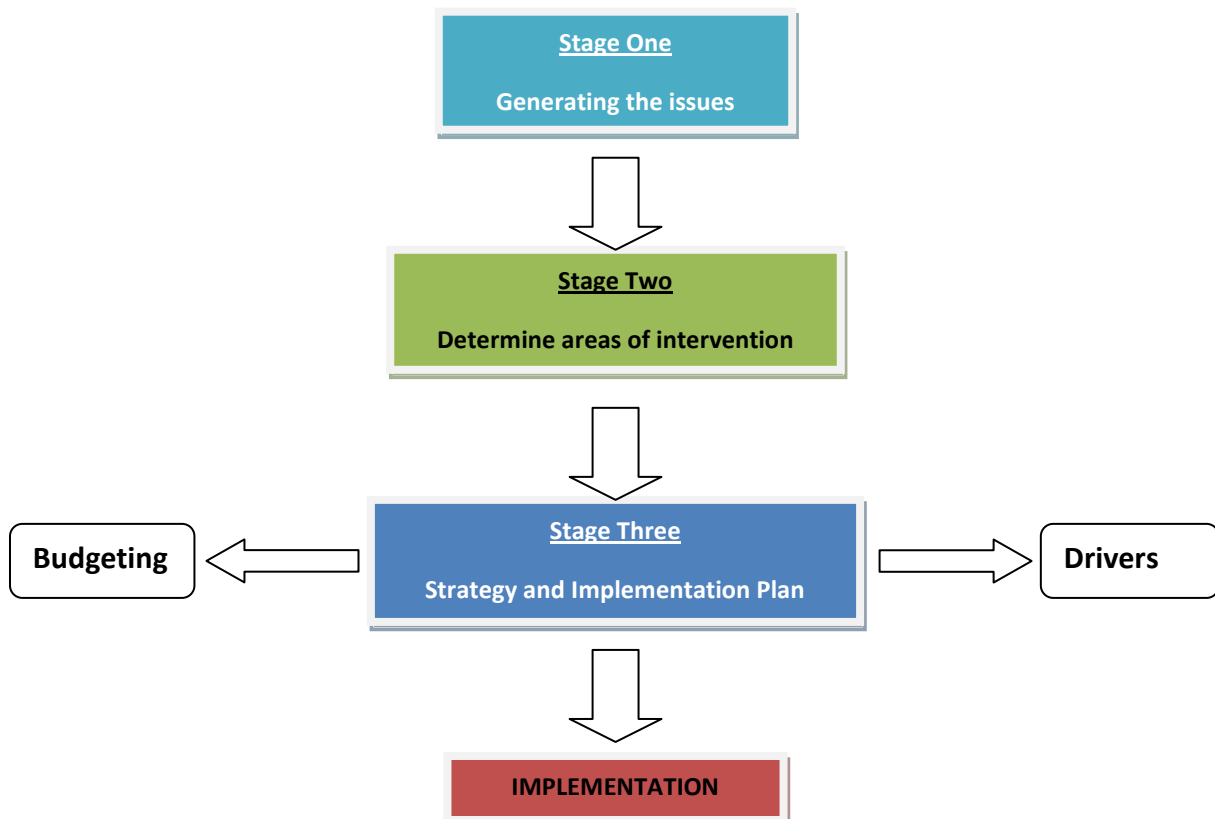 Stage One
Generating the issues
Stage Two
Determine areas of intervention
Stage Three
Strategy and Implementation Plan
Budgeting
Drivers
IMPLEMENTATION